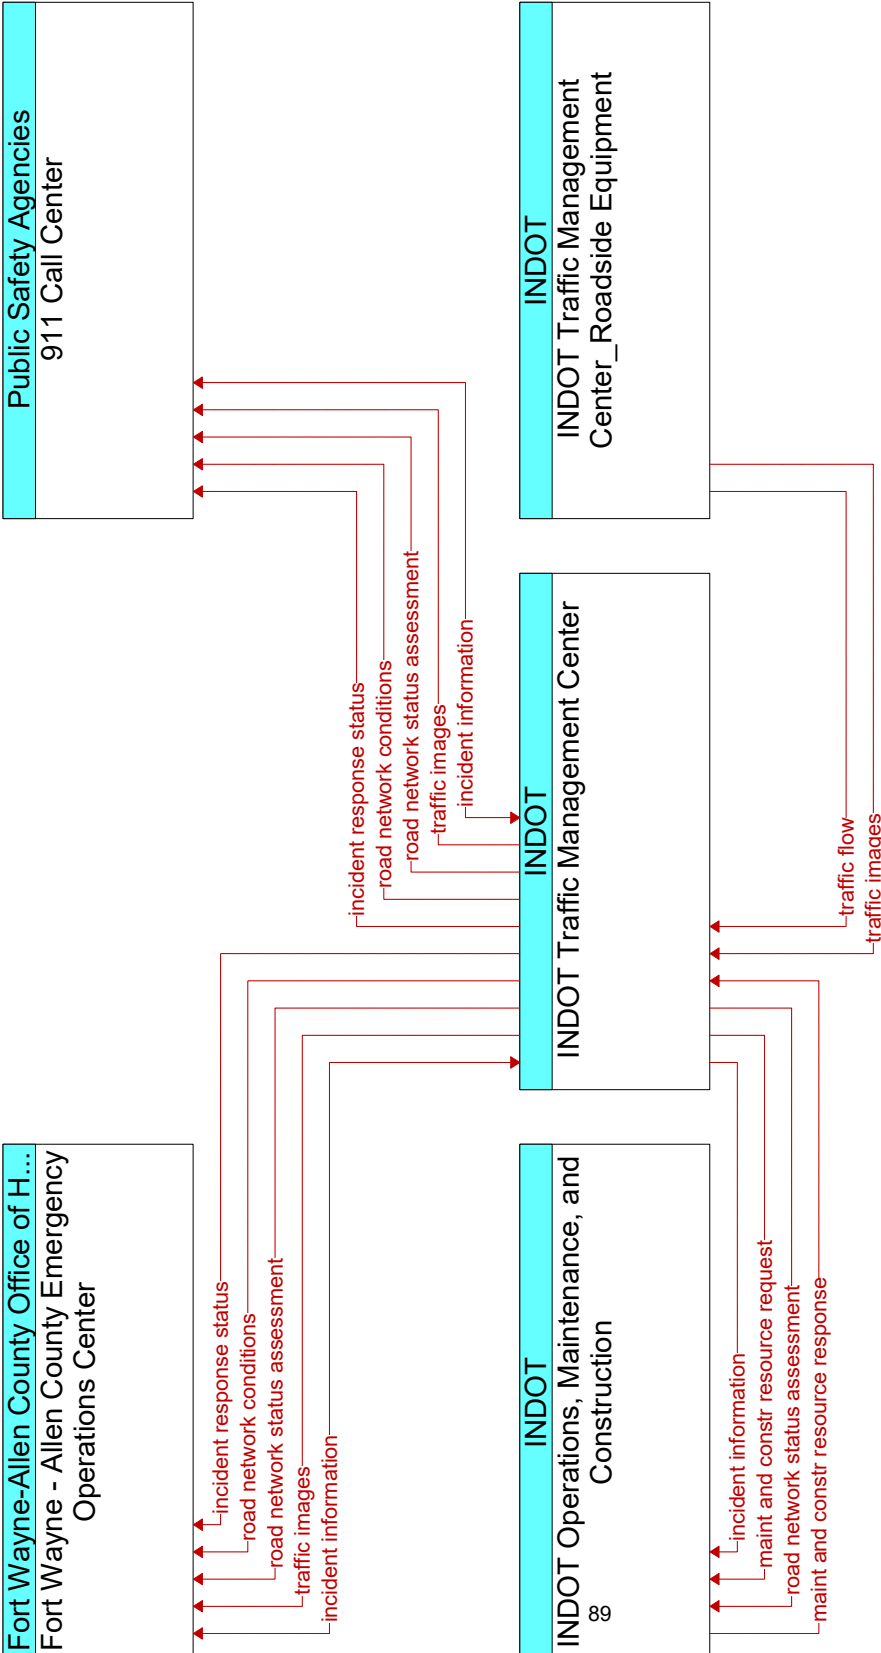 Fort Wayne-Allen County Office of H...
Fort Wayne - Allen County Emergency
Operations Center
Public Safety Agencies
911 Call Center
incident response status
road network conditions
road network status assessment
traffic images
incident information
incident response status
road network conditions
road network status assessment
traffic images
incident information
INDOT
INDOT Operations, Maintenance, and
Construction
INDOT
INDOT Traffic Management Center
INDOT
INDOT Traffic Management
Center_Roadside Equipment
incident information
maint and constr resource request
road network status assessment
maint and constr resource response
traffic flow
traffic images
89